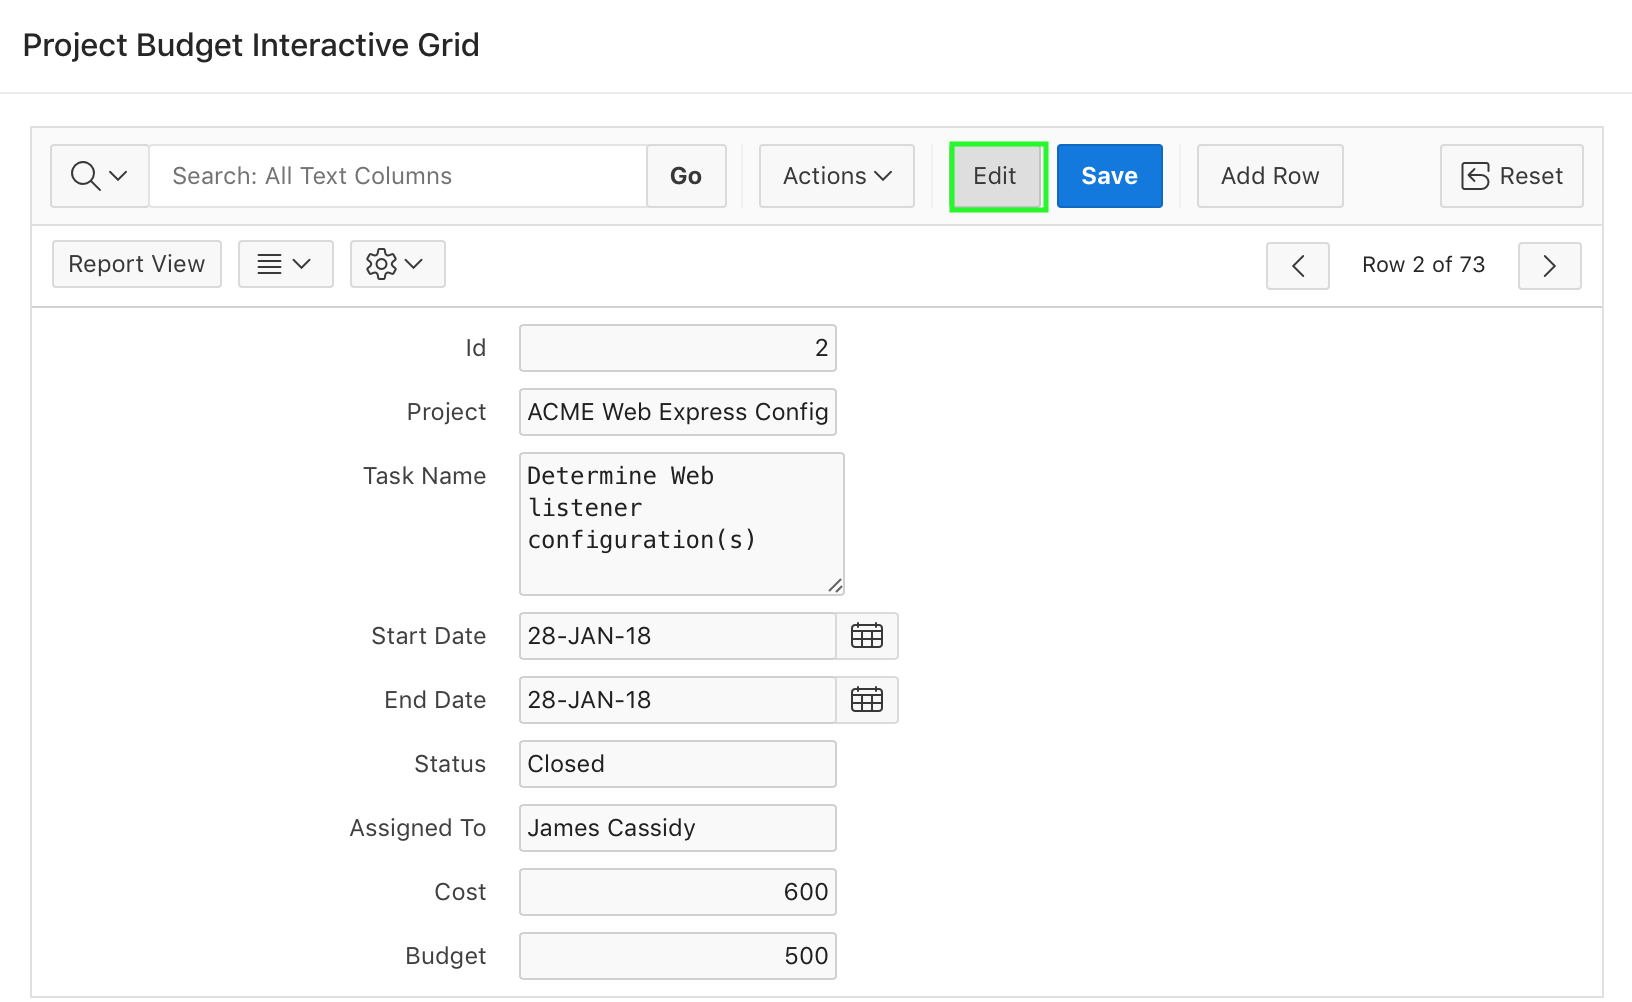 Project Budget Interactive Grid
Search: All Text Columns
Go
Actions
Edit
Save
Add Row
Reset
Report View
Row 2 of 73
Id
2
Project
ACME Web Express Config
Task Name
Determine Web
listener
configuration(s)
Start Date
28-JAN-18
End Date
28-JAN-18
Status
Closed
Assigned To
James Cassidy
Cost
600
Budget
500